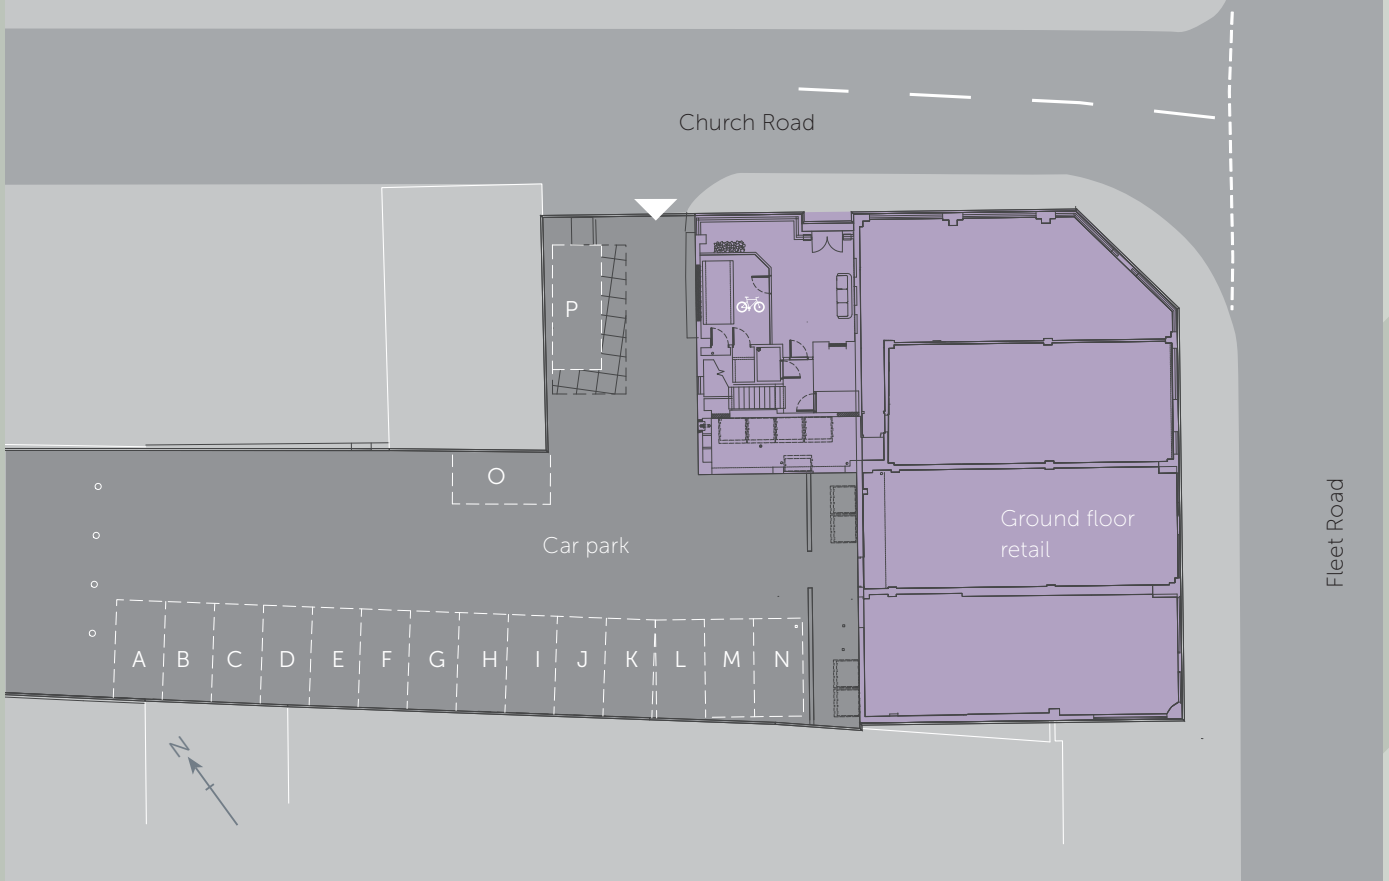 Church Road
P
O
Ground floor
retail
Fleet Road
Car park
A B C D E F G H I J K L M N
N